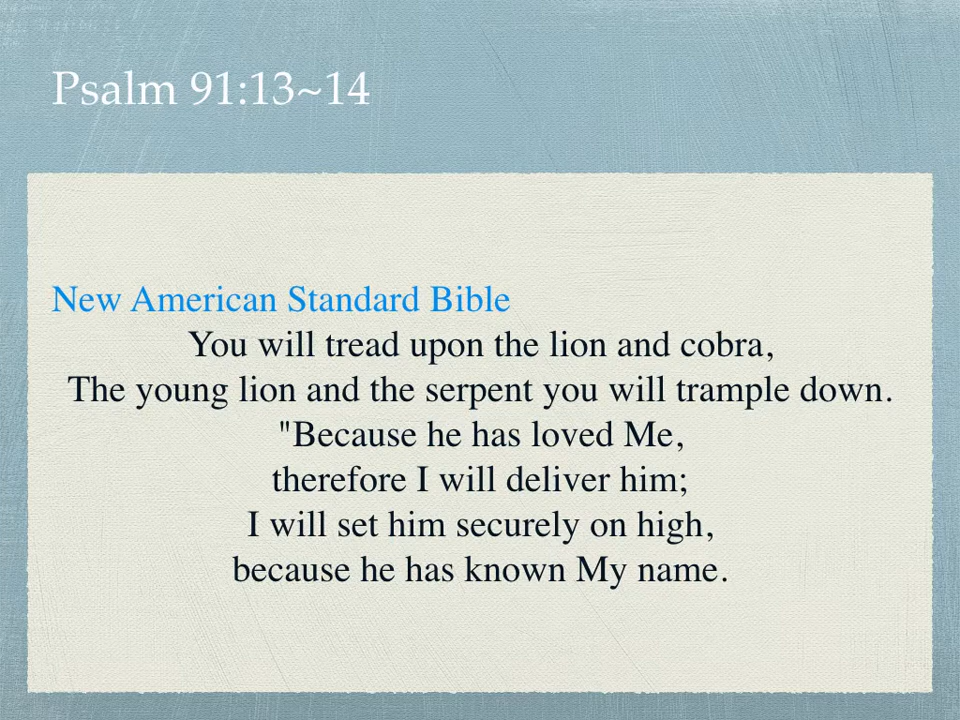 Psalm 91:13~14
New American Standard Bible
You will tread upon the lion and cobra,
The young lion and the serpent you will trample down.
"Because he has loved Me,
therefore I will deliver him;
I will set him securely on high,
because he has known My name.